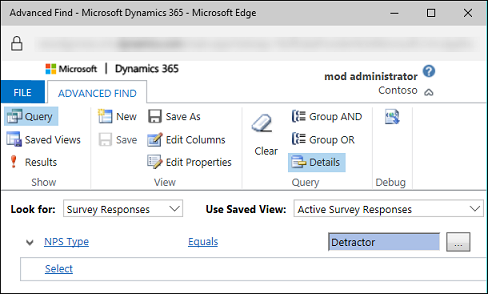 Advanced Find - Microsoft Dynamics 365 - Microsoft Edge
Microsoft | Dynamics 365
mod administrator
Contoso
FILE
ADVANCED FIND
Query
Saved Views
Results
Show
New
Save
Save As
Edit Columns
Edit Properties
View
Clear
Group AND
Group OR
Details
Query
Debug
Look for: Survey Responses Use Saved View: Active Survey Responses
NPS Type Equals Detractor ...
Select